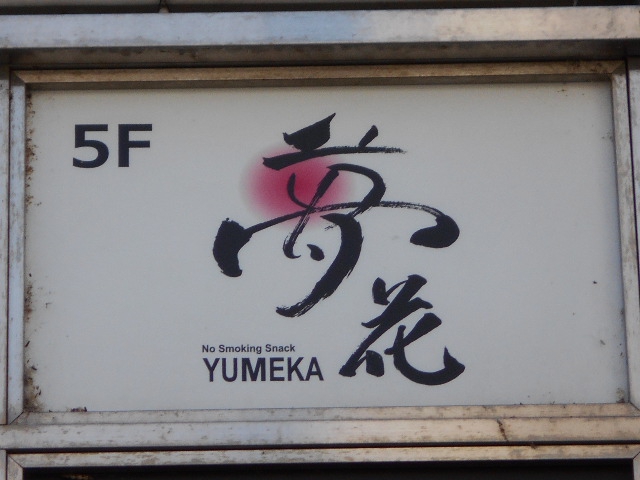 5F
夢
花
No Smoking Snack
YUMEKA